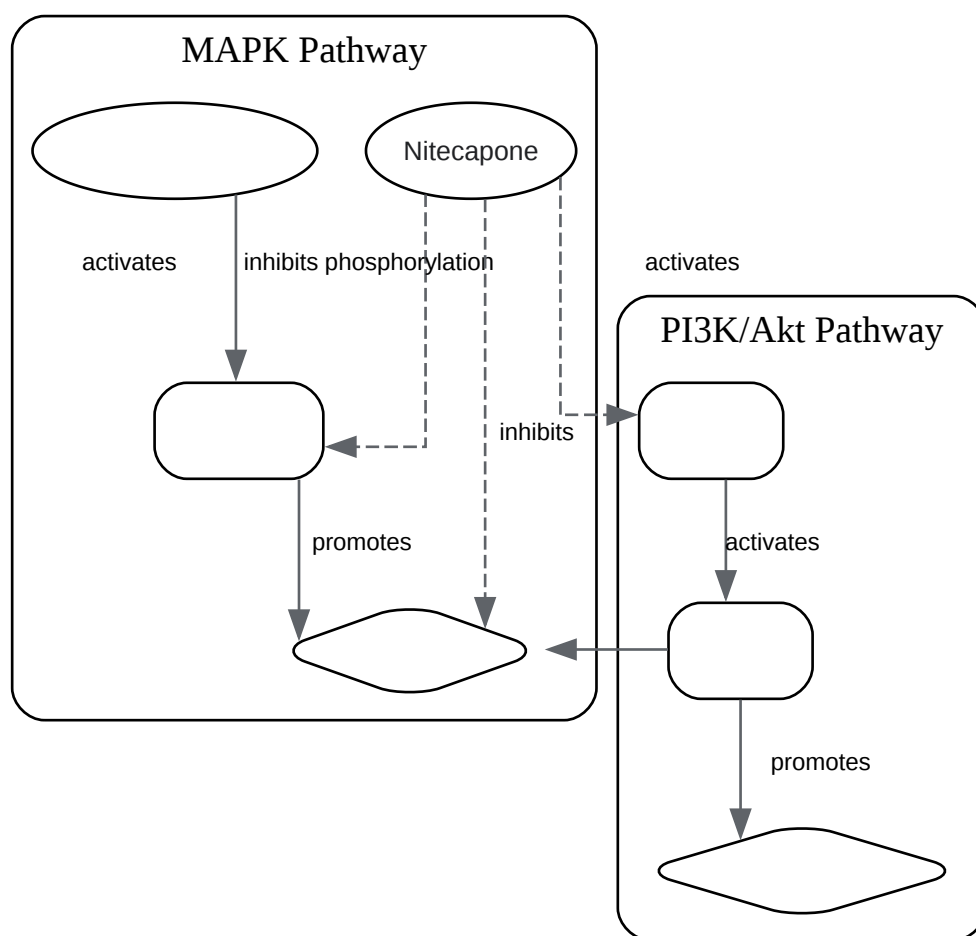 MAPK Pathway
Nitecapone
activates
inhibits phosphorylation
activates
PI3K/Akt Pathway
inhibits
promotes
activates
promotes